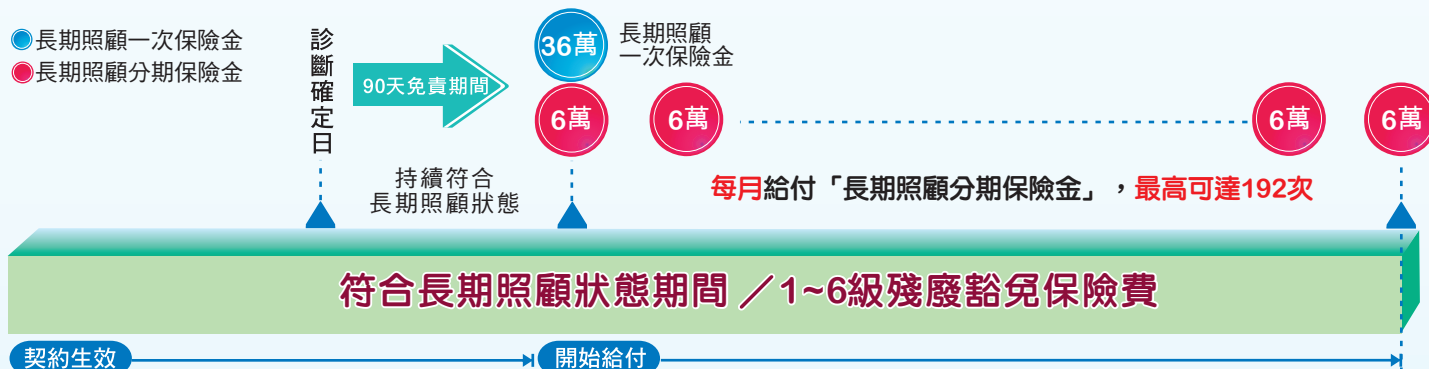 長期照顧一次保險金
長期照顧分期保險金
診斷確定日
90天免責期間
持續符合
長期照顧狀態
36萬
長期照顧
一次保險金
6萬
6萬
6萬
6萬
每月給付「長期照顧分期保險金」，最高可達192次
符合長期照顧狀態期間／1~6級殘廢豁免保險費
契約生效
開始給付